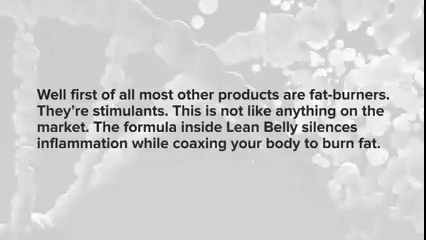 Well first of all most other products are fat-burners.
They’re stimulants. This is not like anything on the
market. The formula inside Lean Belly silences
inflammation while coaxing your body to burn fat.